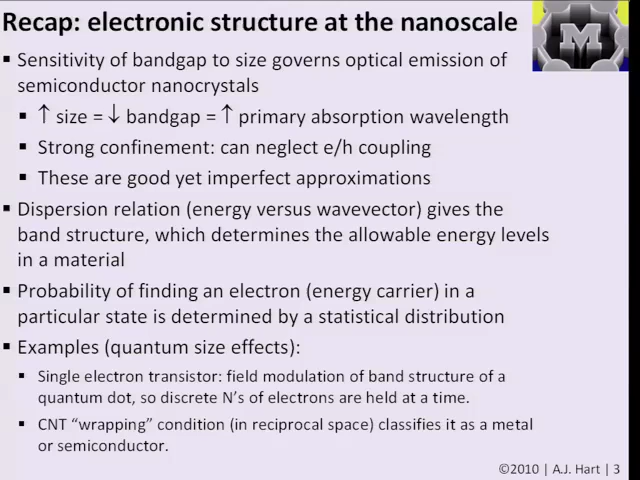 Recap: electronic structure at the nanoscale
M
▪ Sensitivity of bandgap to size governs optical emission of
semiconductor nanocrystals
▪ ↑ size = ↓ bandgap = ↑ primary absorption wavelength
▪ Strong confinement: can neglect e/h coupling
▪ These are good yet imperfect approximations
▪ Dispersion relation (energy versus wavevector) gives the
band structure, which determines the allowable energy levels
in a material
▪ Probability of finding an electron (energy carrier) in a
particular state is determined by a statistical distribution
▪ Examples (quantum size effects):
▪ Single electron transistor: field modulation of band structure of a
quantum dot, so discrete N's of electrons are held at a time.
▪ CNT “wrapping” condition (in reciprocal space) classifies it as a metal
or semiconductor.
©2010 | A.J. Hart | 3